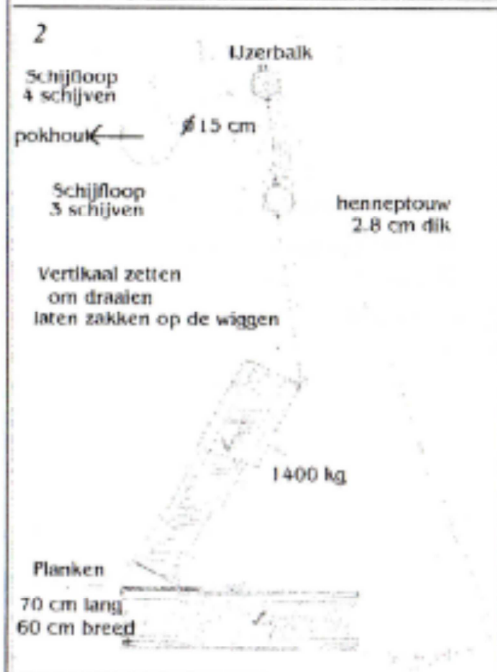 2
IJzerbalk
Schijfloop
4 schijven
ø 15 cm
pokhout
Schijfloop
3 schijven
henneptouw
2.8 cm dik
Vertikaal zetten
om draaien
laten zakken op de wiggen
1400 kg
Planken
70 cm lang
60 cm breed